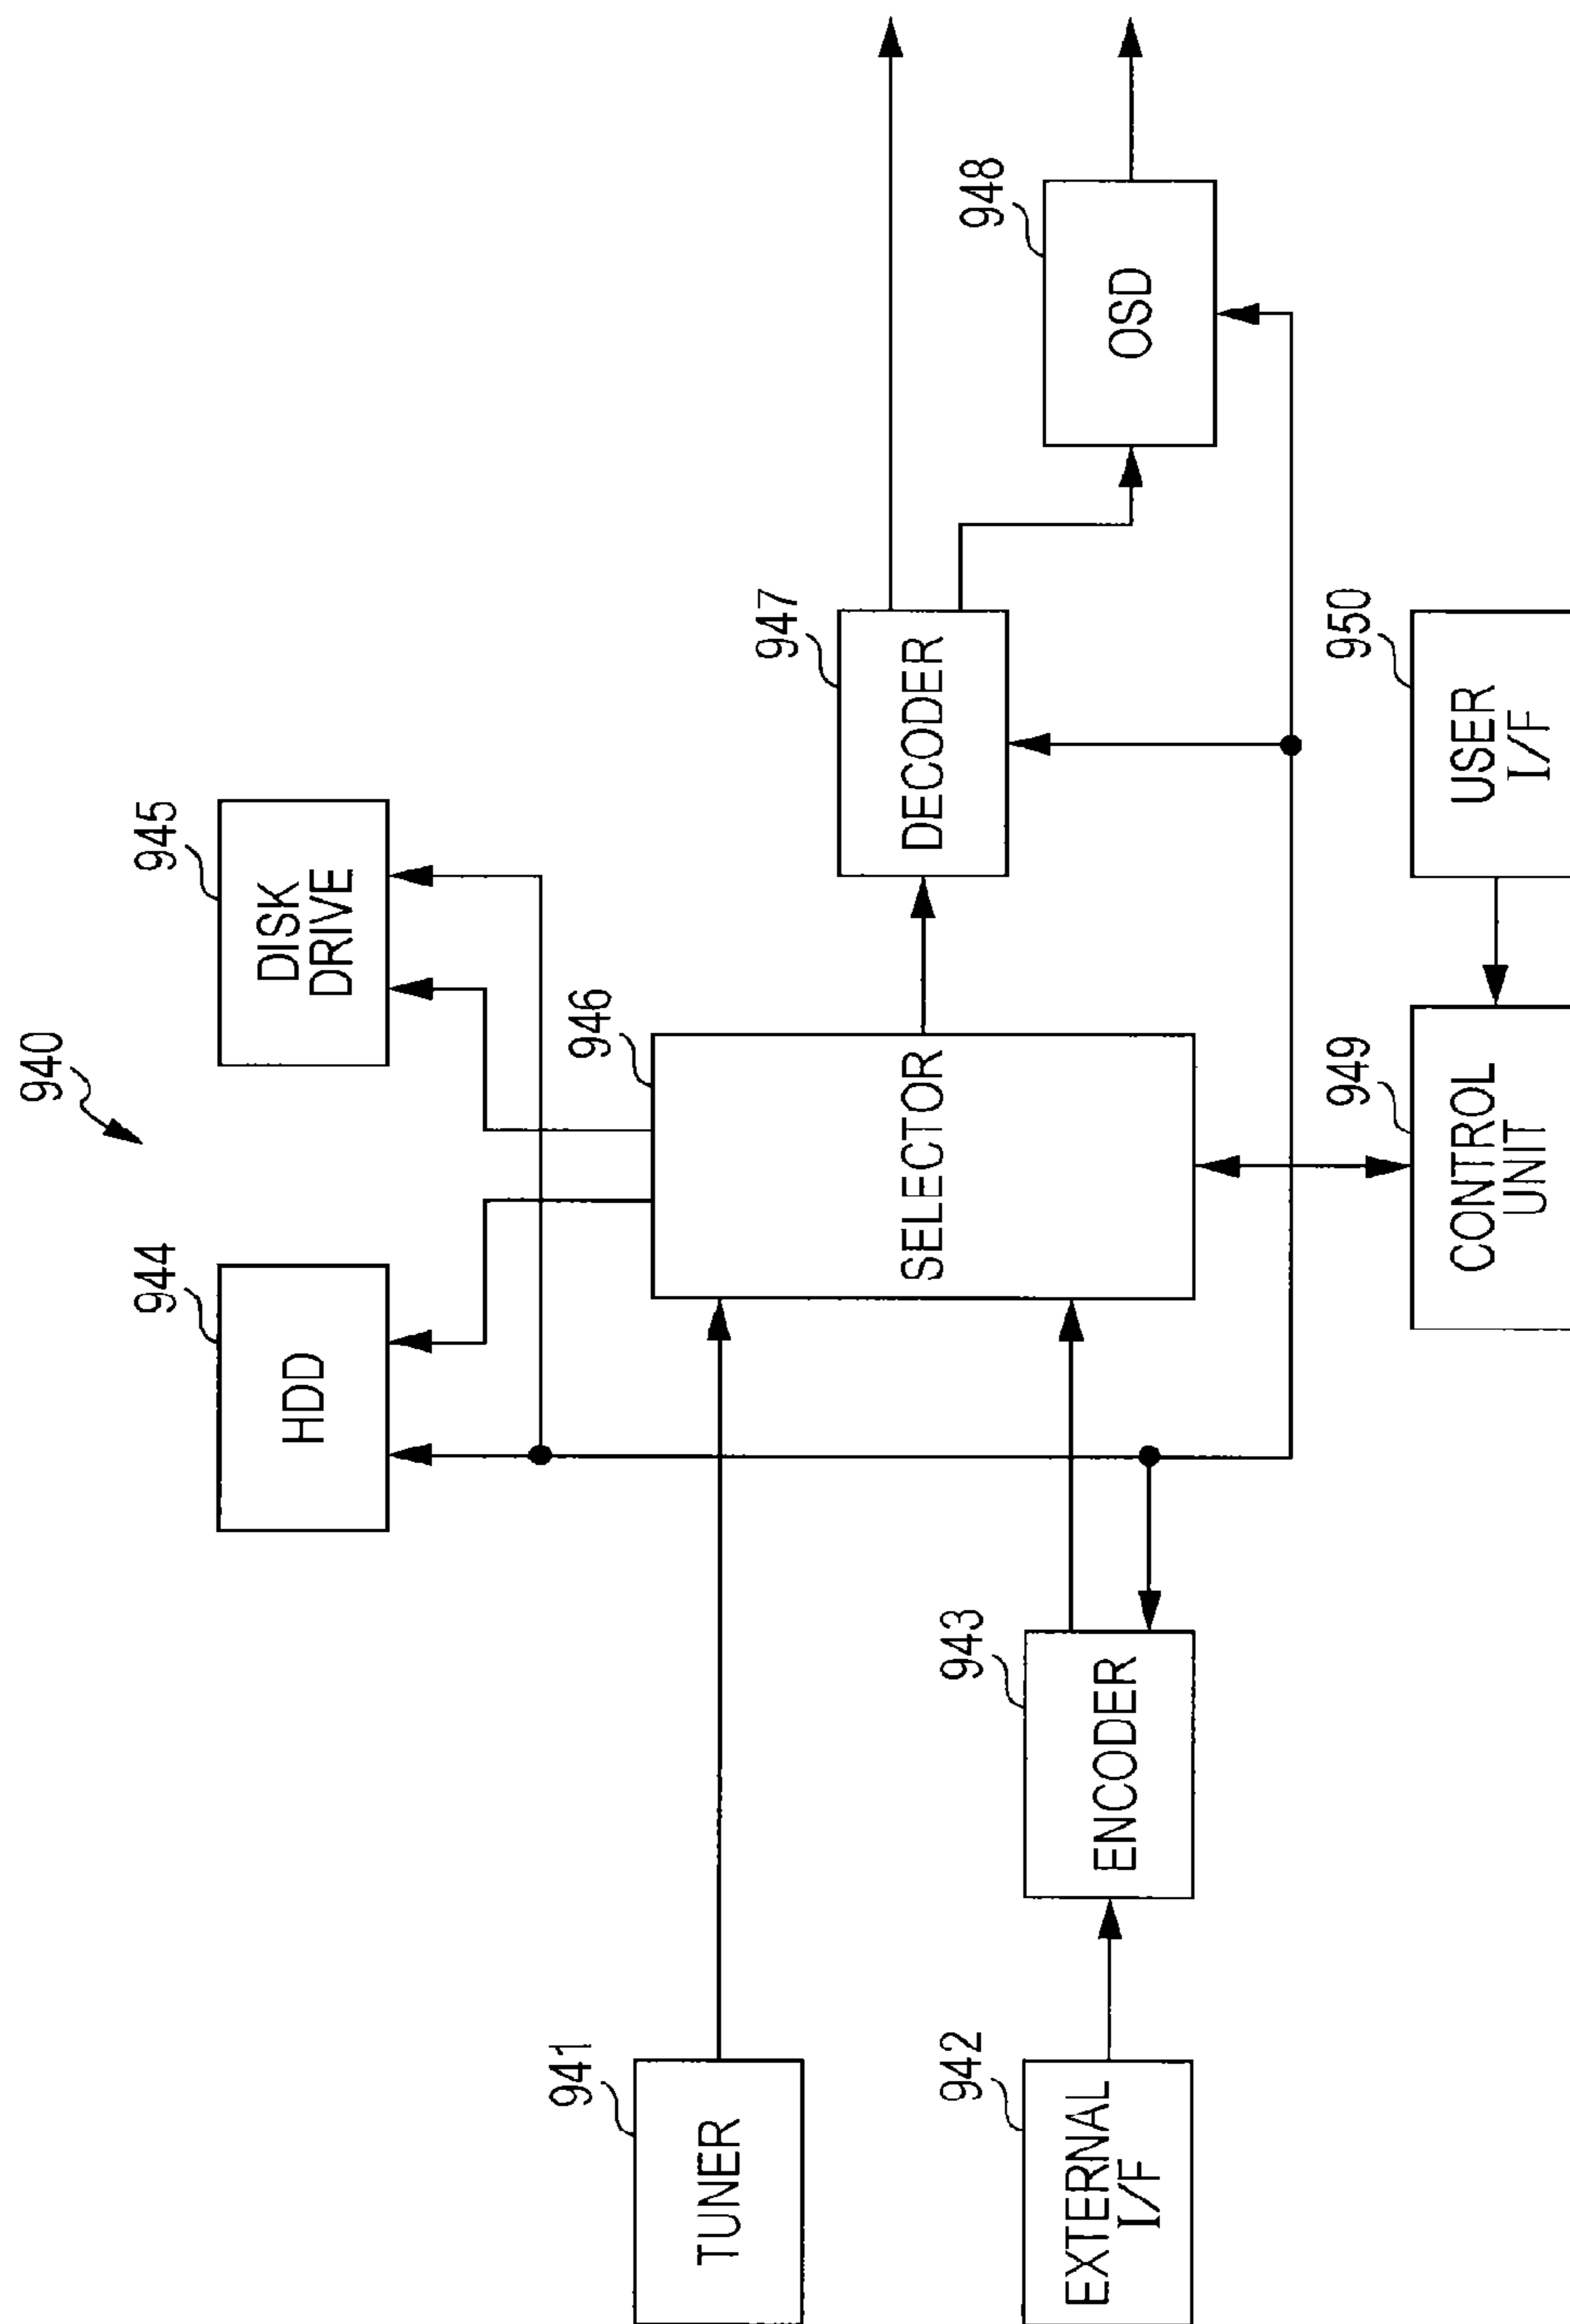 940
944
HDD
945
DISK
DRIVE
941
TUNER
946
SELECTOR
947
DECODER
942
EXTERNAL
I/F
943
ENCODER
948
OSD
949
CONTROL
UNIT
950
USER
I/F